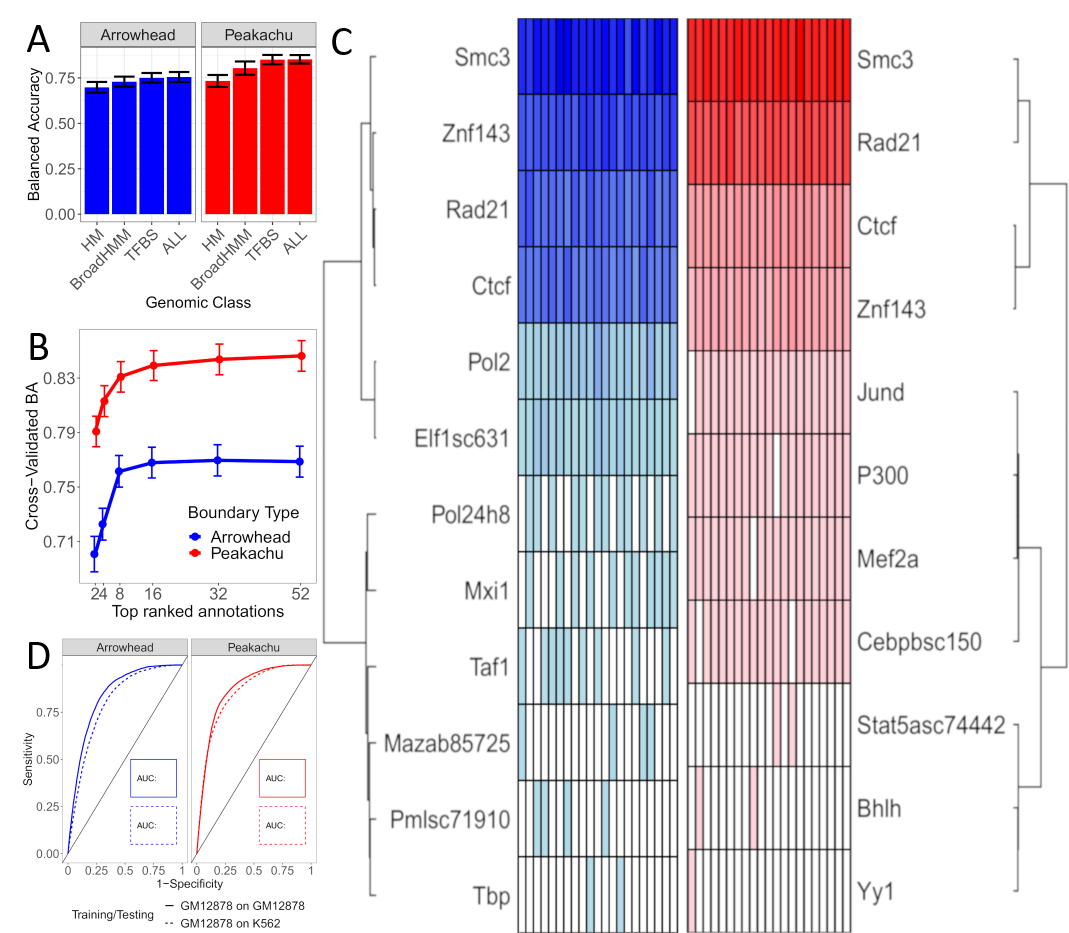 A
Arrowhead
Peakachu
Balanced Accuracy
0.75
0.50
0.25
0.00
HM
BroadHMM
TFBS
ALL
HM
BroadHMM
TFBS
ALL
Genomic Class
B
Cross-Validated BA
0.83
0.79
0.75
0.71
Boundary Type
Arrowhead
Peakachu
2 4 8 16 32 52
Top ranked annotations
D
Arrowhead
Peakachu
Sensitivity
0.75
0.50
0.25
0.00
AUC:
AUC:
AUC:
AUC:
0 0.25 0.5 0.75 1
0 0.25 0.5 0.75 1
1-Specificity
Training/Testing
GM12878 on GM12878
GM12878 on K562
C
Smc3
Znf143
Rad21
Ctcf
Pol2
Elf1sc631
Pol24h8
Mxi1
Taf1
Mazab85725
Pmlsc71910
Tbp
Smc3
Rad21
Ctcf
Znf143
Jund
P300
Mef2a
Cebpbsc150
Stat5asc74442
Bhlh
Yy1